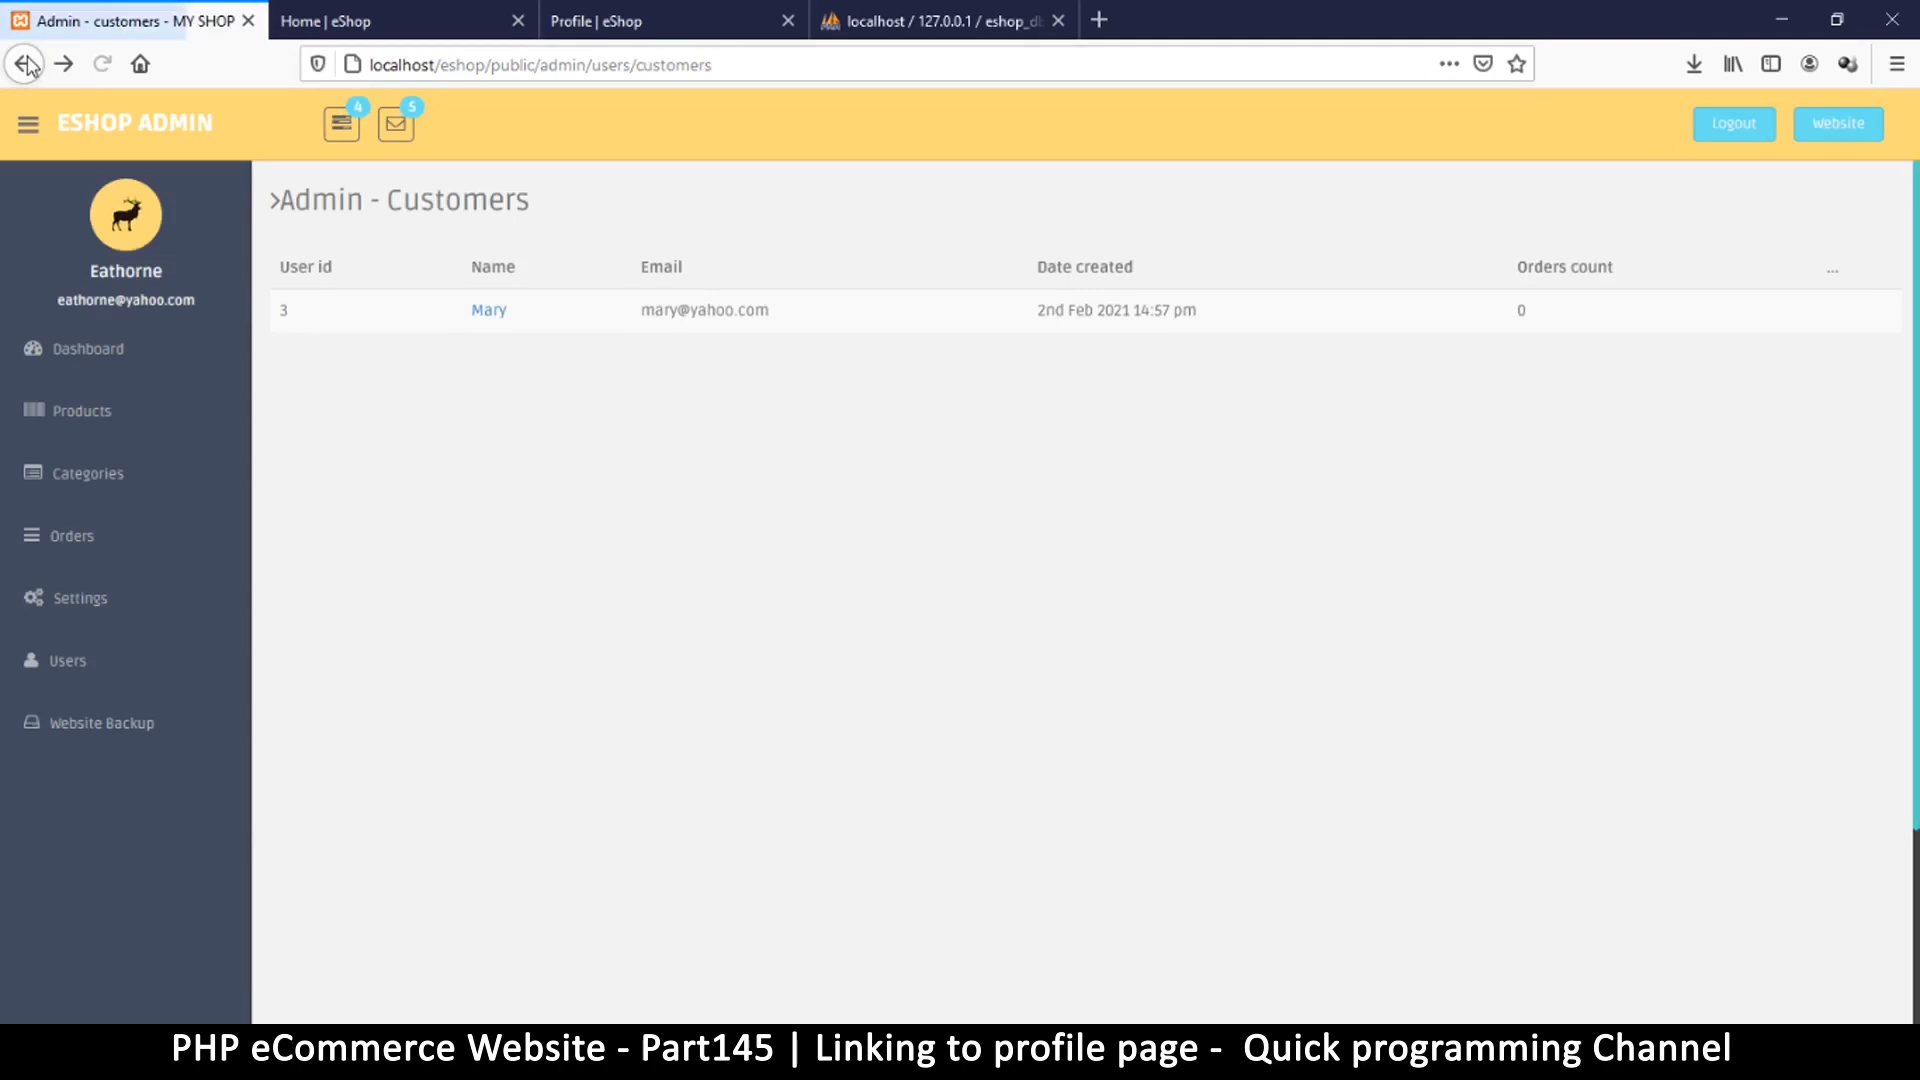 Admin - customers - MY SHOP
Home | eShop
Profile | eShop
localhost / 127.0.0.1 / eshop_d
localhost/eshop/public/admin/users/customers
ESHOP ADMIN
4
5
Logout
Website
Eathorne
eathorne@yahoo.com
Dashboard
Products
Categories
Orders
Settings
Users
Website Backup
>Admin - Customers
User id Name Email Date created Orders count ...
3 Mary mary@yahoo.com 2nd Feb 2021 14:57 pm 0
PHP eCommerce Website - Part145 | Linking to profile page - Quick programming Channel